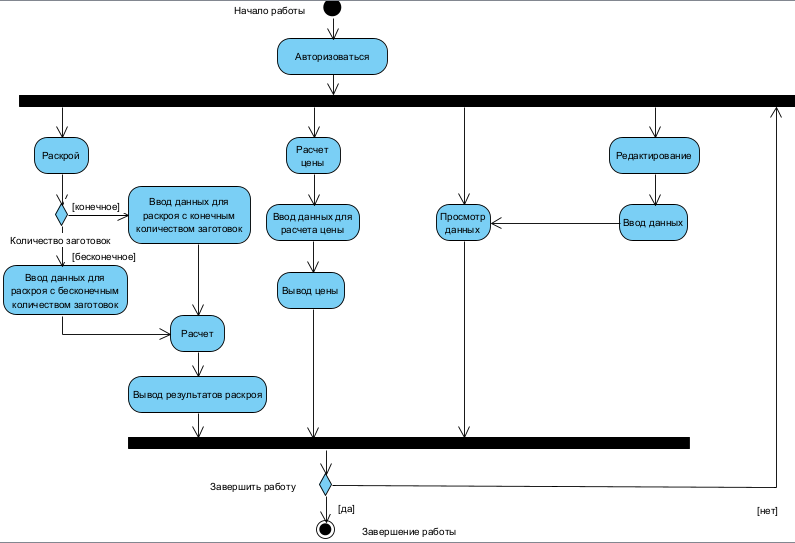 Начало работы
Авторизоваться
Раскрой
Расчет
цены
Редактирование
[конечное]
Ввод данных для
раскроя с конечным
количеством заготовок
Ввод данных для
расчета цены
Просмотр
данных
Ввод данных
Количество заготовок
[бесконечное]
Ввод данных для
раскроя с бесконечным
количеством заготовок
Вывод цены
Расчет
Вывод результатов раскроя
Завершить работу
[да]
[нет]
Завершение работы